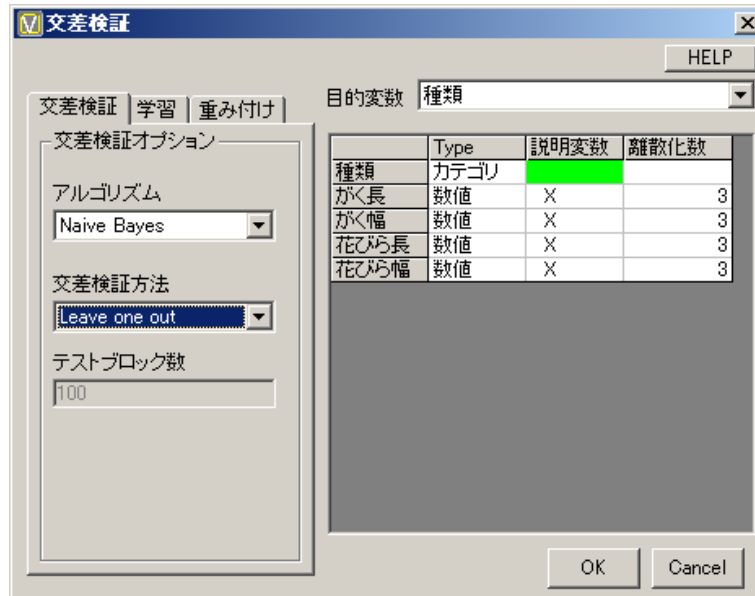 交差検証
HELP
交差検証 学習 重み付け
目的変数 種類
交差検証オプション
アルゴリズム
Naive Bayes
交差検証方法
Leave one out
テストブロック数
100
Type 説明変数 離散化数
種類 カテゴリ
がく長 数値 X 3
がく幅 数値 X 3
花びら長 数値 X 3
花びら幅 数値 X 3
OK Cancel